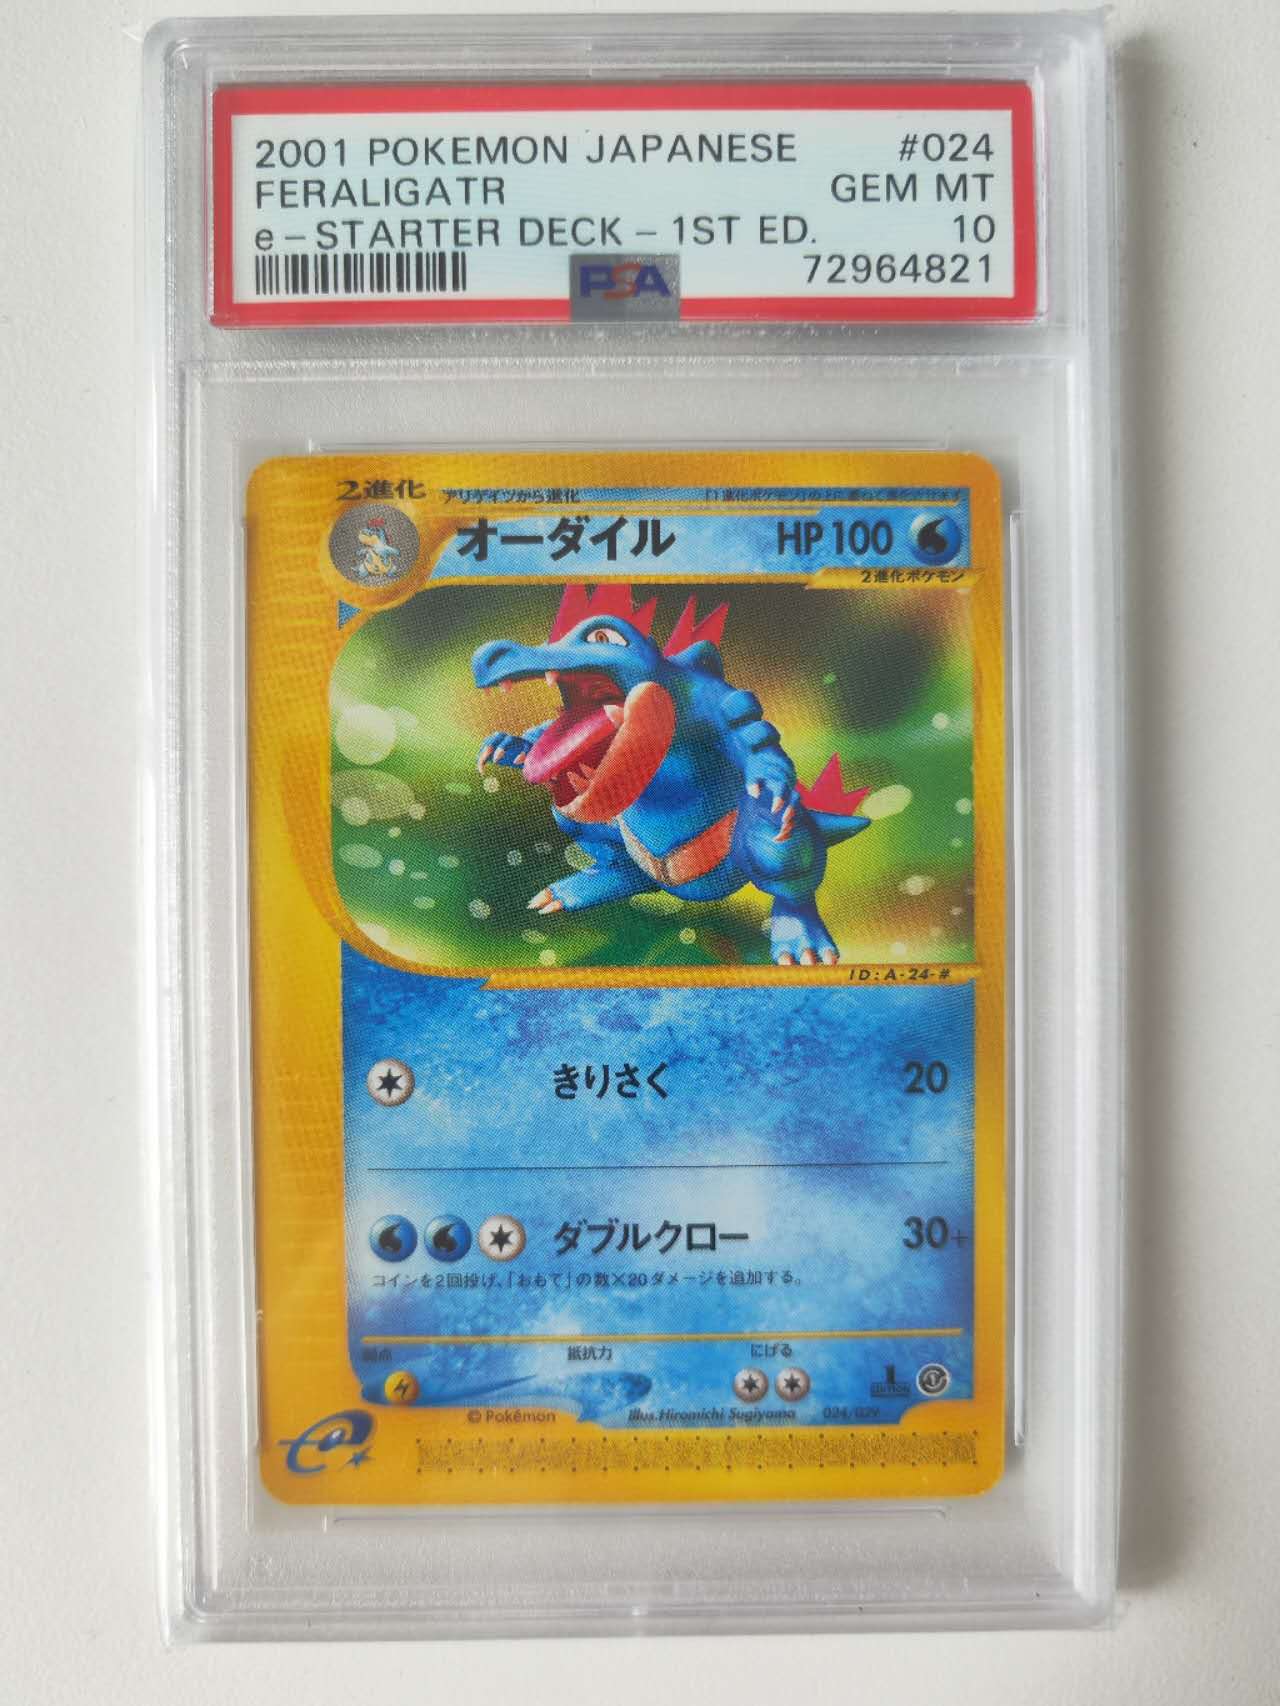 2001 POKEMON JAPANESE #024
FERALIGATR GEM MT
e-STARTER DECK-1ST ED. 10
72964821
PSA
2進化 アリゲイツから進化
オーダイル HP100
2進化ポケモン
ID:A-24-#
きりさく 20
ダブルクロー 30+
コインを2回投げ、「おもて」の数×20ダメージを追加する。
弱点 抵抗力 にげる
1
EDITION
©Pokémon Illus.Hiromichi Sugiyama 024/029
e